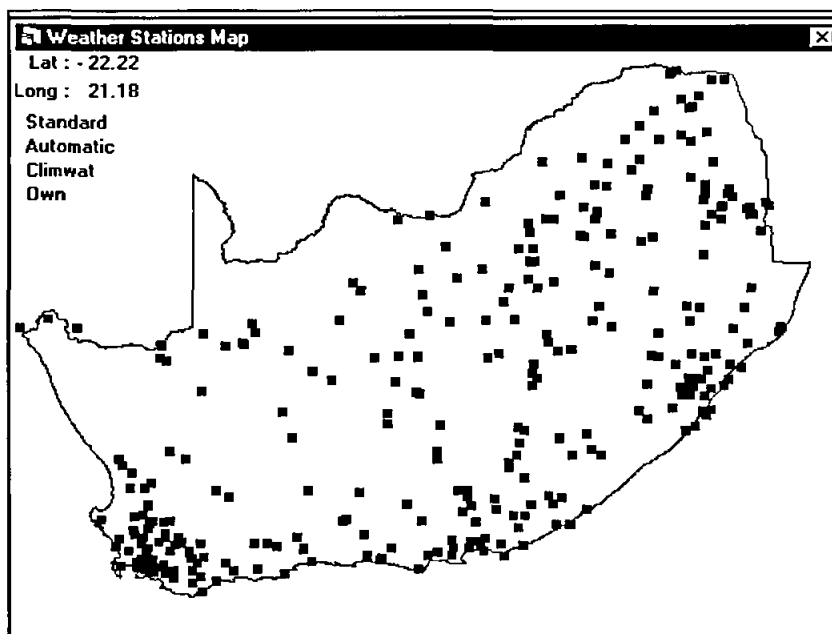 Weather Stations Map
Lat : - 22.22
Long : 21.18
Standard
Automatic
Climwat
Own